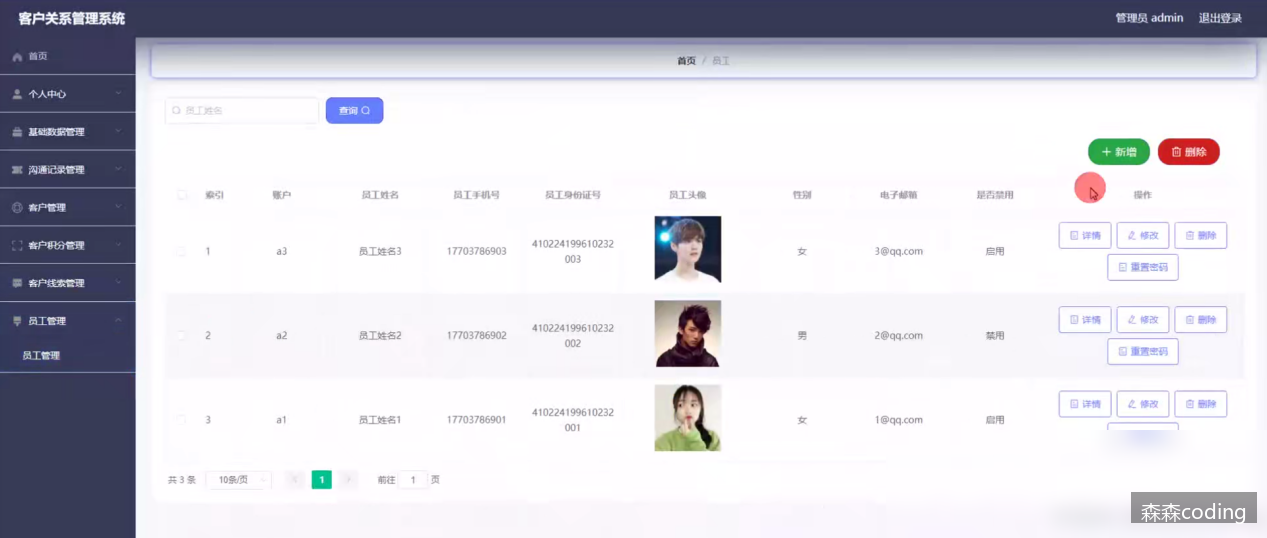 客户关系管理系统
管理员 admin 退出登录
首页
个人中心
基础数据管理
沟通记录管理
客户管理
客户积分管理
客户线索管理
员工管理
员工管理
首页 / 员工
员工姓名 查询
新增 删除
索引 账户 员工姓名 员工手机号 员工身份证号 员工头像 性别 电子邮箱 是否禁用 操作
1 a3 员工姓名3 17703786903 410224199610232 女 3@qq.com 启用 详情 修改 删除
003 重置密码
2 a2 员工姓名2 17703786902 410224199610232 男 2@qq.com 禁用 详情 修改 删除
002 重置密码
3 a1 员工姓名1 17703786901 410224199610232 女 1@qq.com 启用 详情 修改 删除
001
共 3 条 10条/页 1 前往 1 页
森森coding